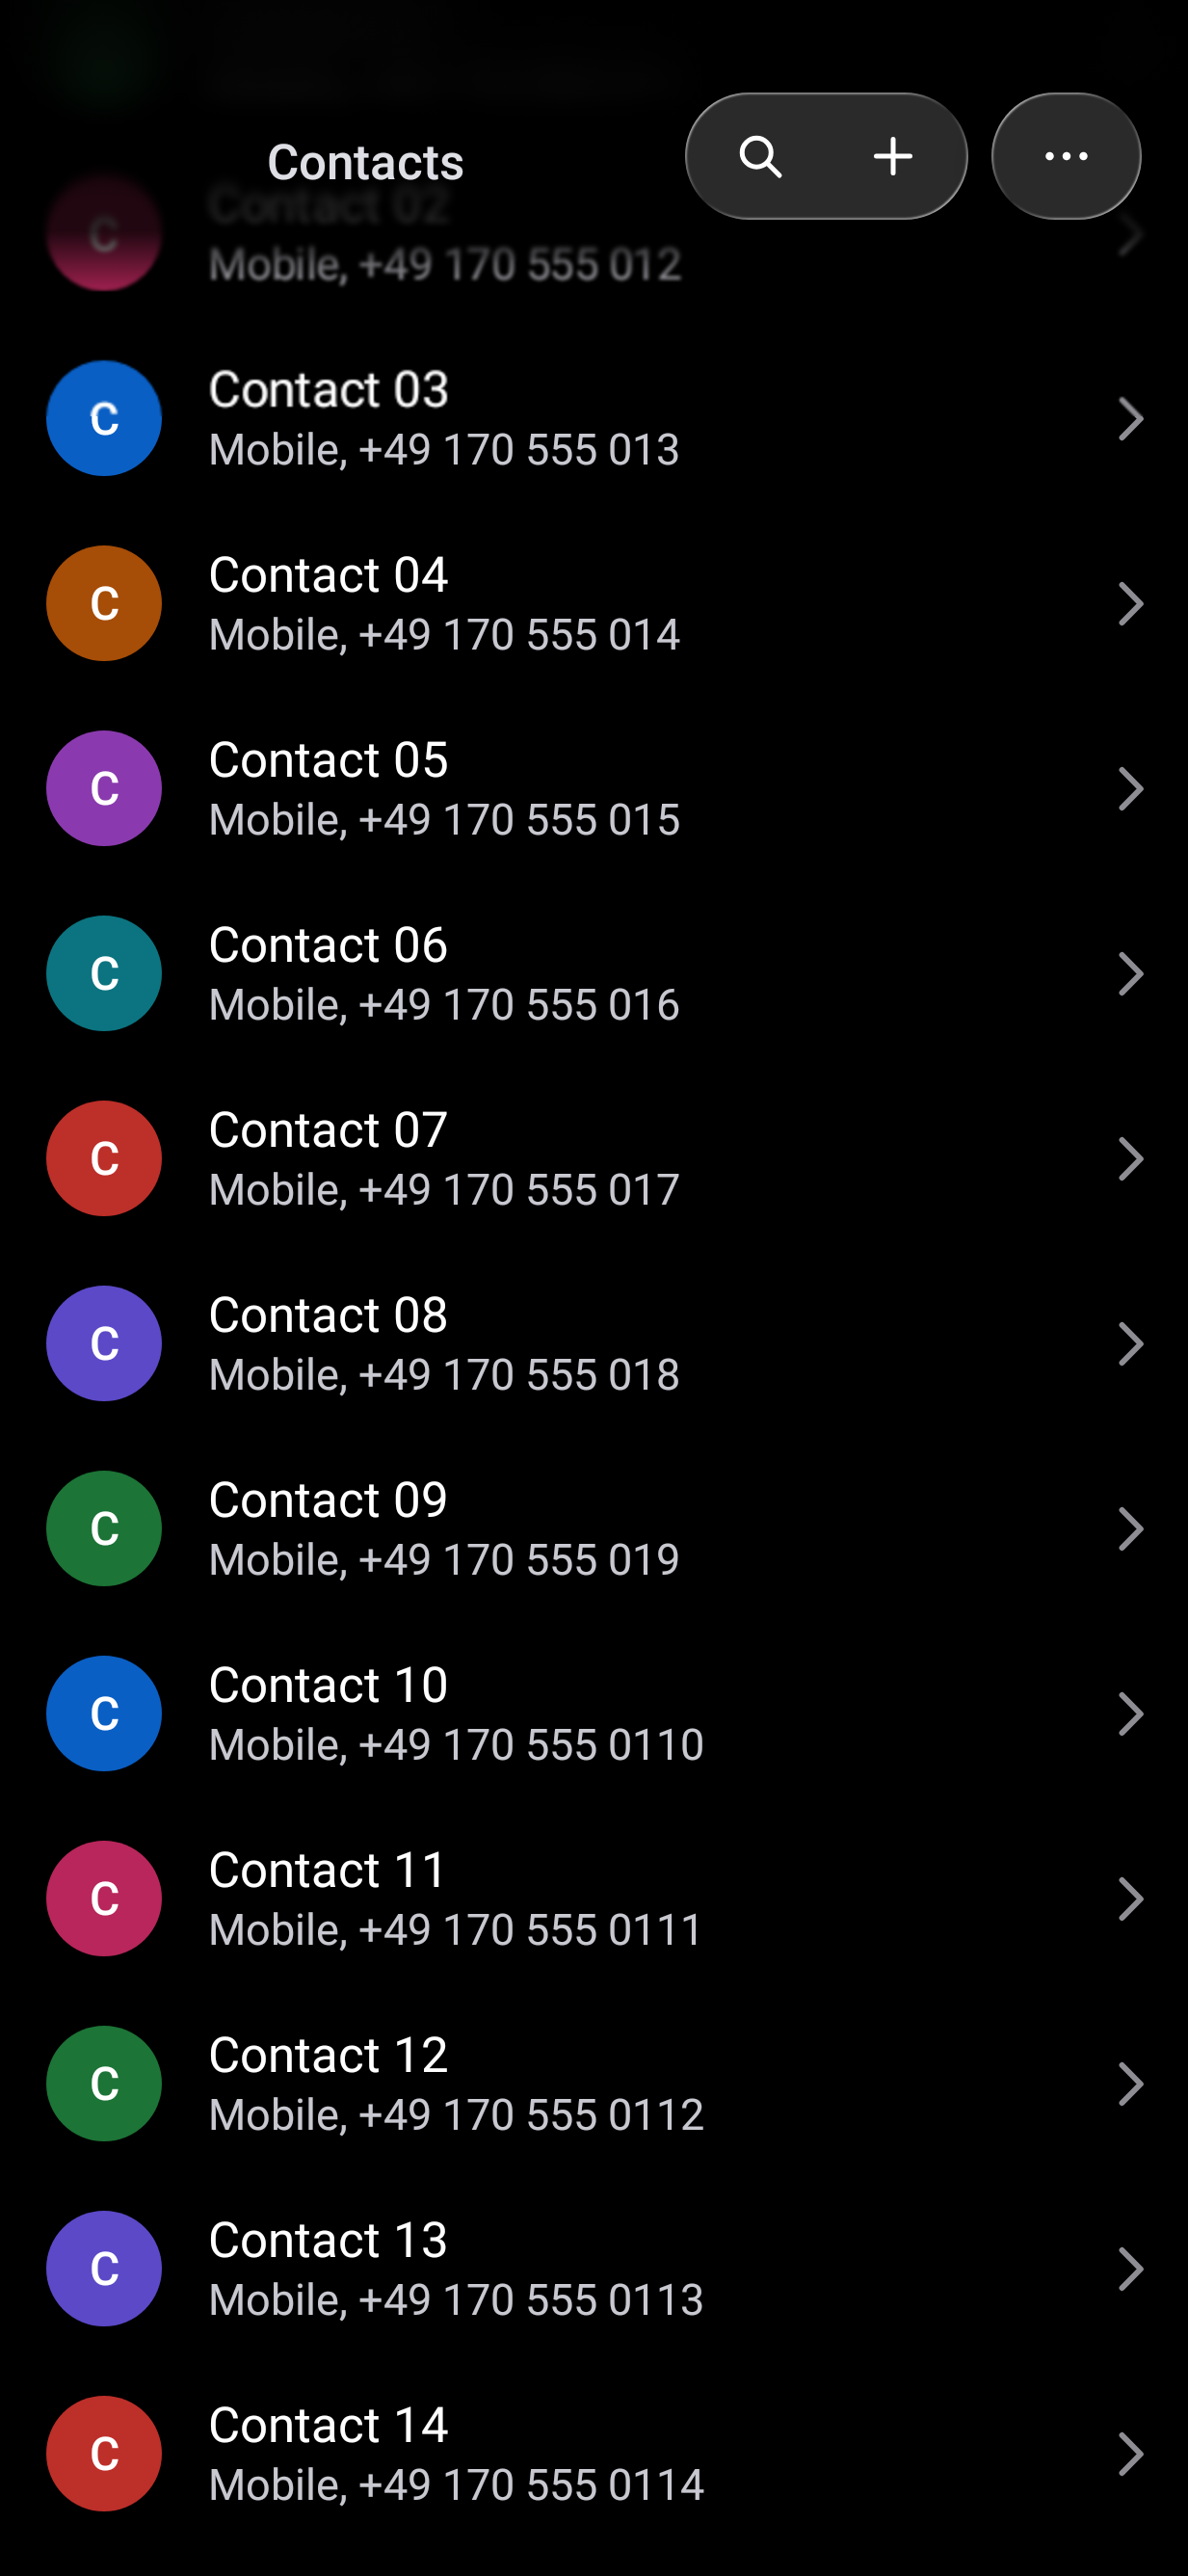 Contacts
C
Contact 02
Mobile, +49 170 555 012
C
Contact 03
Mobile, +49 170 555 013
C
Contact 04
Mobile, +49 170 555 014
C
Contact 05
Mobile, +49 170 555 015
C
Contact 06
Mobile, +49 170 555 016
C
Contact 07
Mobile, +49 170 555 017
C
Contact 08
Mobile, +49 170 555 018
C
Contact 09
Mobile, +49 170 555 019
C
Contact 10
Mobile, +49 170 555 0110
C
Contact 11
Mobile, +49 170 555 0111
C
Contact 12
Mobile, +49 170 555 0112
C
Contact 13
Mobile, +49 170 555 0113
C
Contact 14
Mobile, +49 170 555 0114